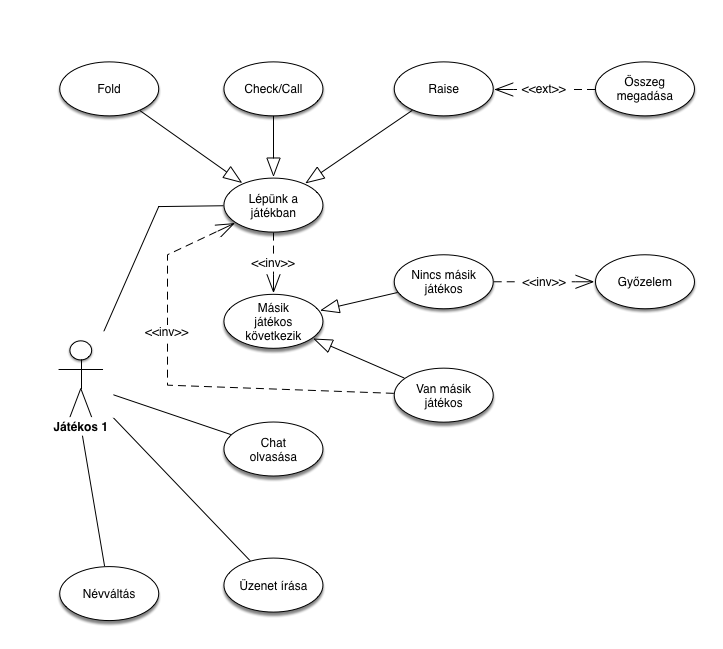 Fold
Check/Call
Raise
<<ext>>
Összeg
megadása
Lépünk a
játékban
<<inv>>
Nincs másik
játékos
<<inv>>
Győzelem
Másik
játékos
következik
<<inv>>
Van másik
játékos
Játékos 1
Chat
olvasása
Névváltás
Üzenet írása